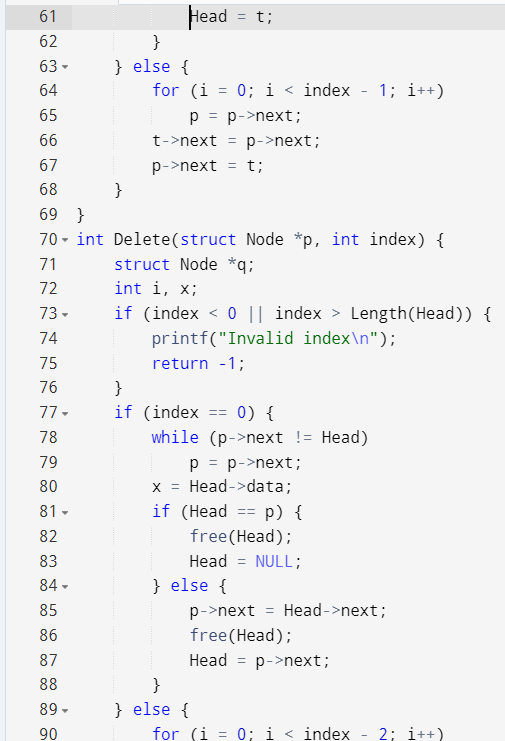 61 Head = t;
62 }
63 } else {
64 for (i = 0; i < index - 1; i++)
65 p = p->next;
66 t->next = p->next;
67 p->next = t;
68 }
69 }
70 int Delete(struct Node *p, int index) {
71 struct Node *q;
72 int i, x;
73 if (index < 0 || index > Length(Head)) {
74 printf("Invalid index\n");
75 return -1;
76 }
77 if (index == 0) {
78 while (p->next != Head)
79 p = p->next;
80 x = Head->data;
81 if (Head == p) {
82 free(Head);
83 Head = NULL;
84 } else {
85 p->next = Head->next;
86 free(Head);
87 Head = p->next;
88 }
89 } else {
90 for (i = 0; i < index - 2; i++)